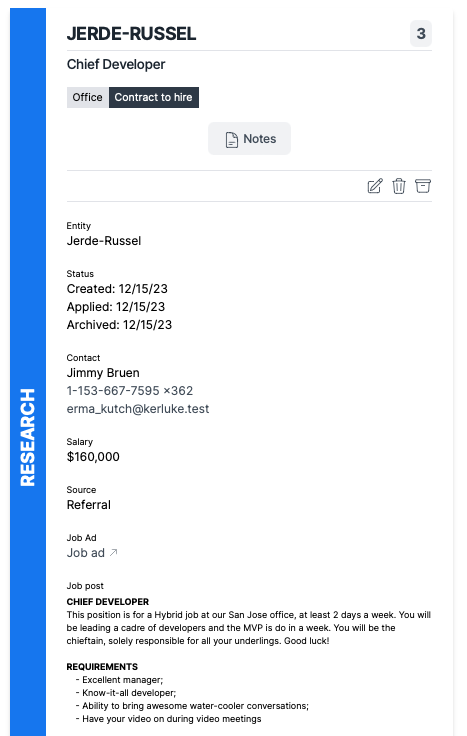 JERDE-RUSSEL
3
Chief Developer
Office
Contract to hire
Notes
Entity
Jerde-Russel
Status
Created: 12/15/23
Applied: 12/15/23
Archived: 12/15/23
Contact
Jimmy Bruen
1-153-667-7595 ×362
erma_kutch@kerluke.test
Salary
$160,000
Source
Referral
Job Ad
Job ad ↗
Job post
CHIEF DEVELOPER
This position is for a Hybrid job at our San Jose office, at least 2 days a week. You will
be leading a cadre of developers and the MVP is do in a week. You will be the
chieftain, solely responsible for all your underlings. Good luck!
REQUIREMENTS
- Excellent manager;
- Know-it-all developer;
- Ability to bring awesome water-cooler conversations;
- Have your video on during video meetings
RESEARCH